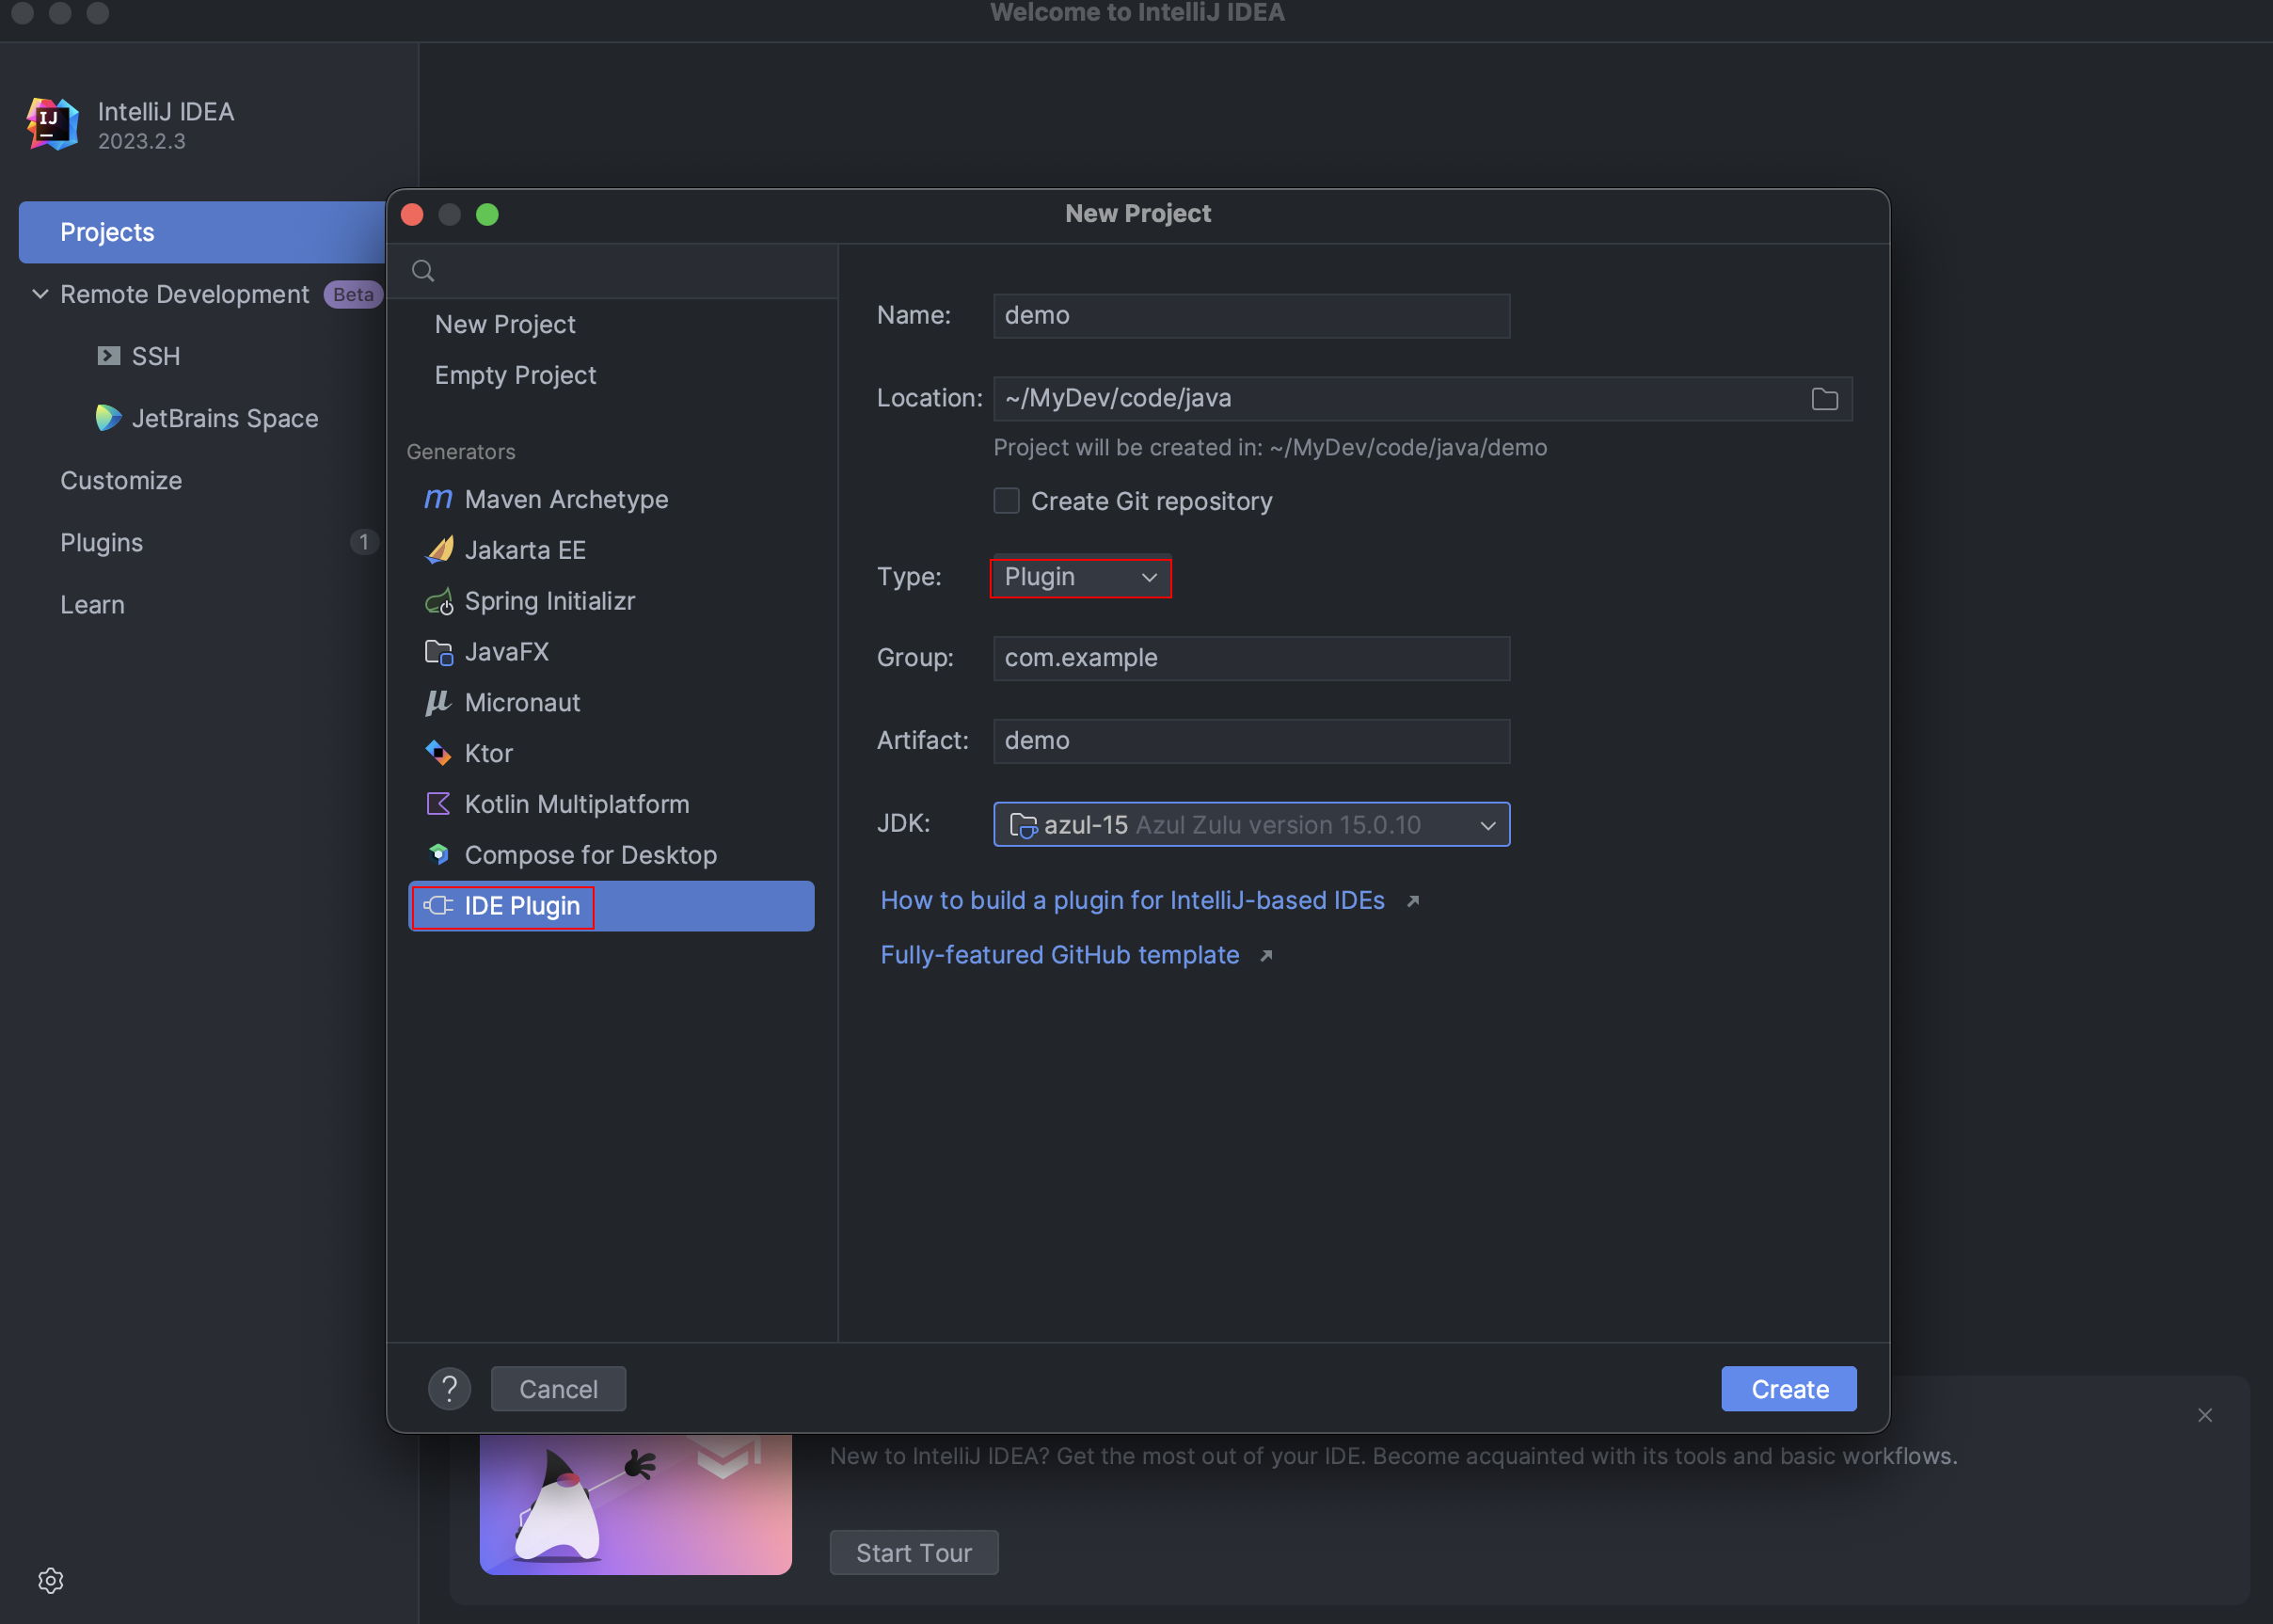 Welcome to IntelliJ IDEA
IJ
IntelliJ IDEA
2023.2.3
Projects
Remote Development Beta
SSH
JetBrains Space
Customize
Plugins 1
Learn
New Project
New Project
Empty Project
Generators
m Maven Archetype
Jakarta EE
Spring Initializr
JavaFX
μ Micronaut
Ktor
Kotlin Multiplatform
Compose for Desktop
IDE Plugin
Name: demo
Location: ~/MyDev/code/java
Project will be created in: ~/MyDev/code/java/demo
Create Git repository
Type: Plugin
Group: com.example
Artifact: demo
JDK: azul-15 Azul Zulu version 15.0.10
How to build a plugin for IntelliJ-based IDEs ↗
Fully-featured GitHub template ↗
? Cancel
Create
New to IntelliJ IDEA? Get the most out of your IDE. Become acquainted with its tools and basic workflows.
Start Tour